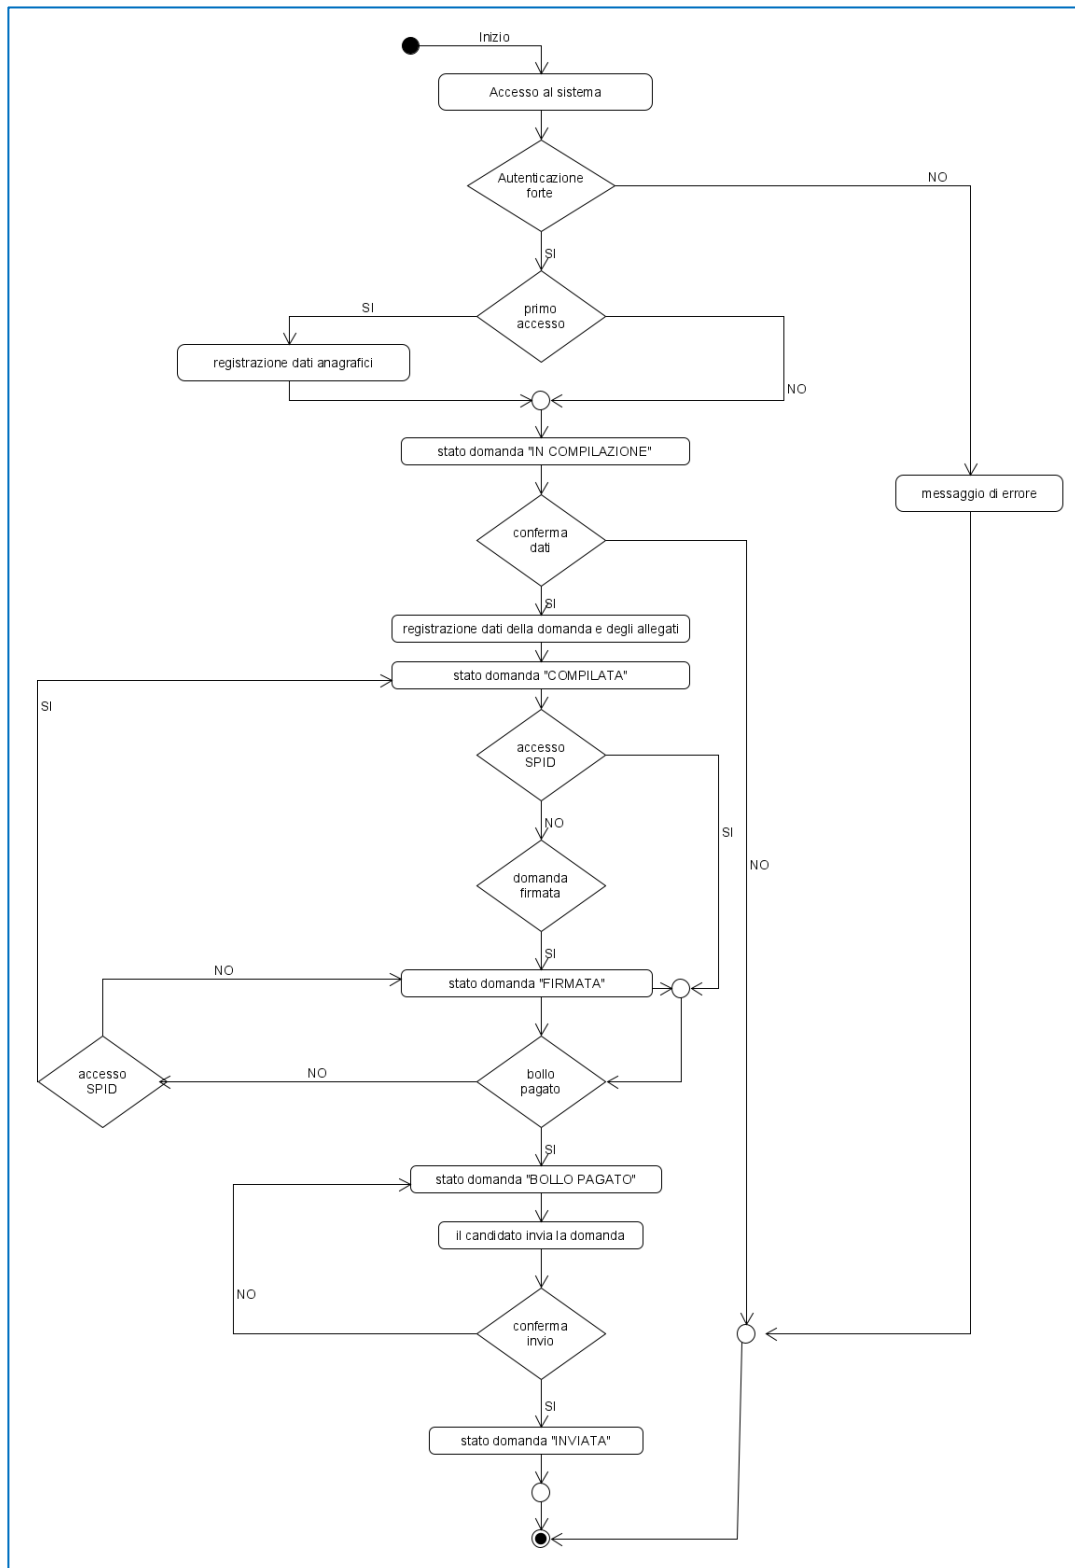 Inizio
Accesso al sistema
Autenticazione
forte
NO
SI
primo
accesso
SI
registrazione dati anagrafici
NO
stato domanda "IN COMPILAZIONE"
messaggio di errore
conferma
dati
SI
registrazione dati della domanda e degli allegati
stato domanda "COMPILATA"
SI
accesso
SPID
NO
SI
NO
domanda
firmata
SI
NO
stato domanda "FIRMATA"
accesso
SPID
NO
bollo
pagato
SI
stato domanda "BOLLO PAGATO"
il candidato invia la domanda
NO
conferma
invio
SI
stato domanda "INVIATA"